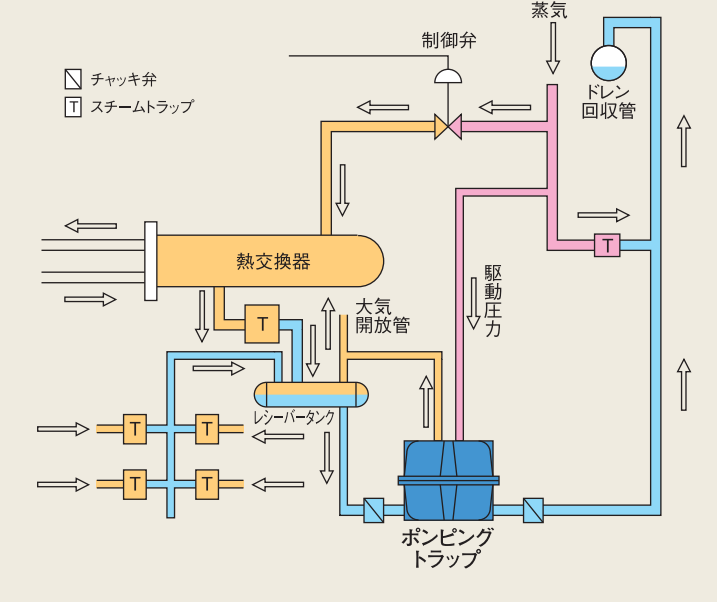 蒸気
制御弁
チャッキ弁
T スチームトラップ
ドレン
回収管
T
熱交換器
駆動圧力
大気
開放管
T
レシーバータンク
T
T
T
T
ポンピング
トラップ